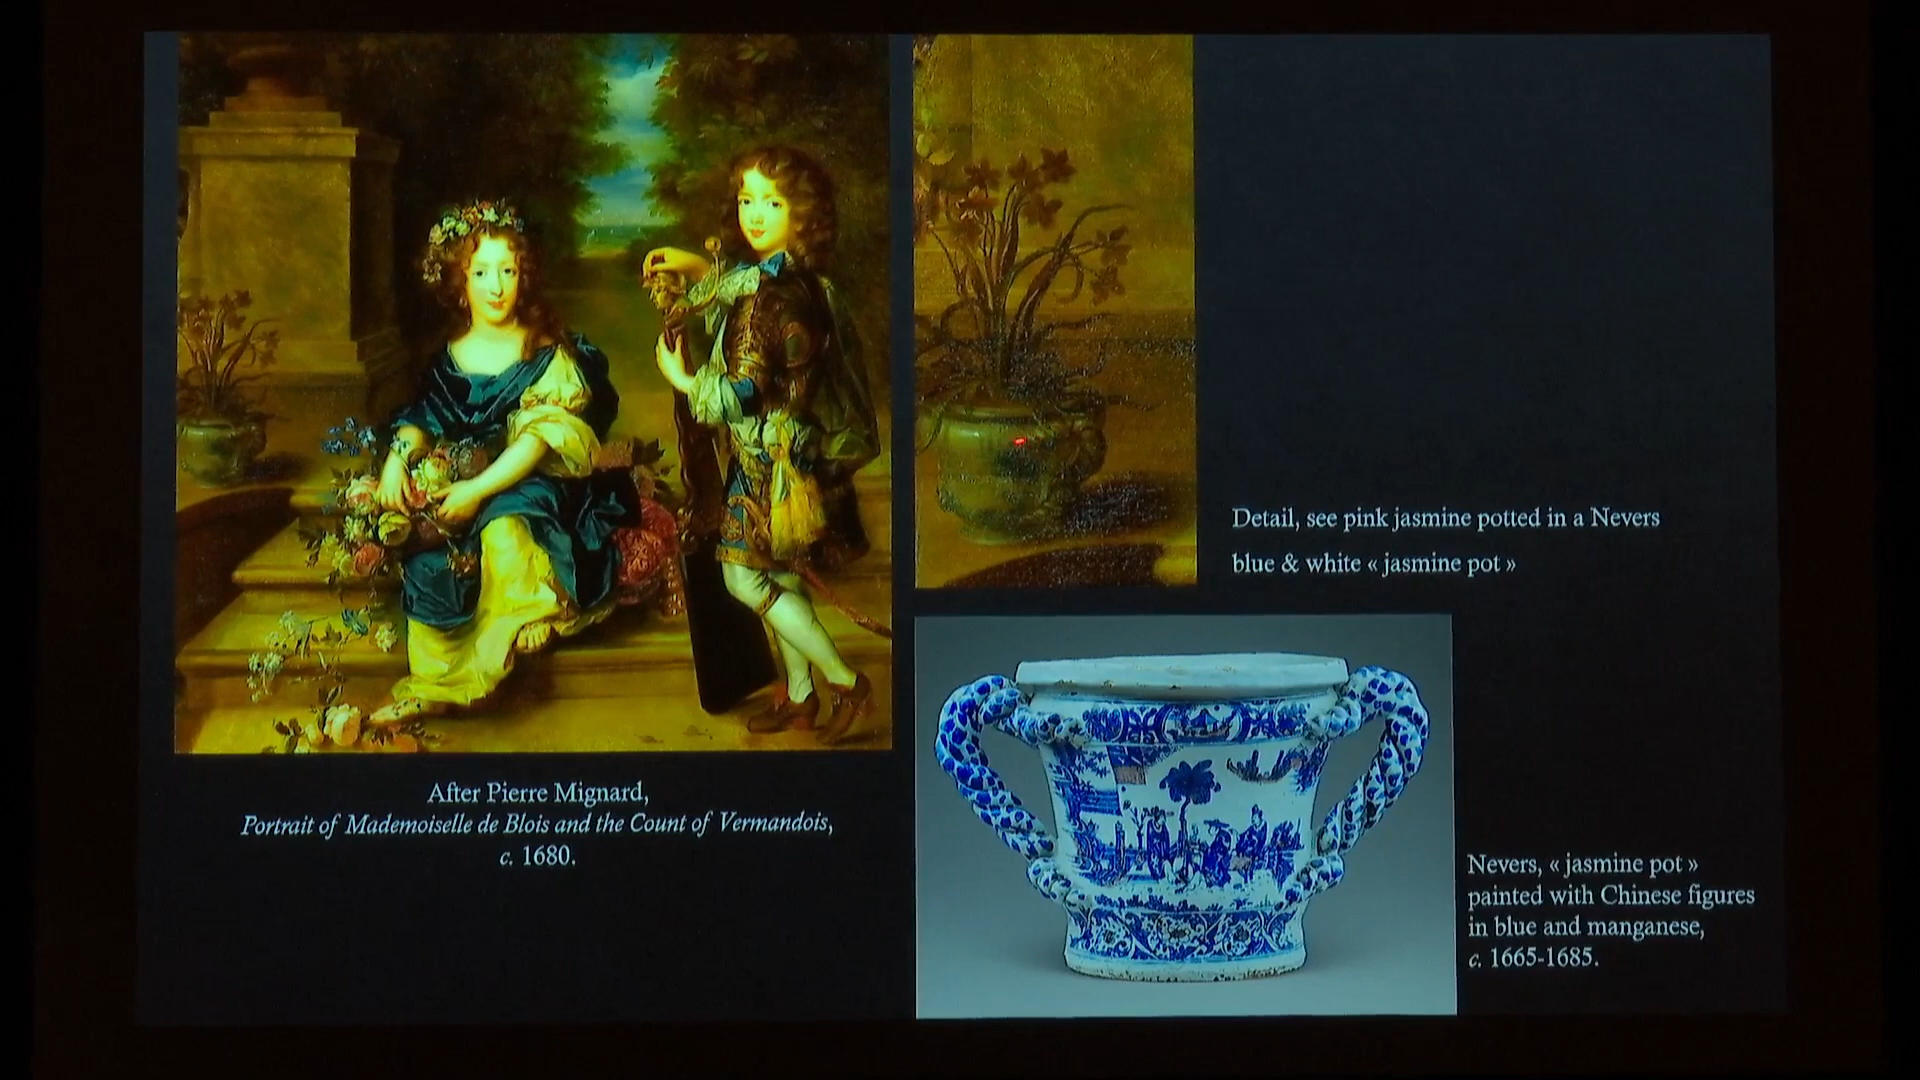 After Pierre Mignard,
Portrait of Mademoiselle de Blois and the Count of Vermandois,
c. 1680.
Detail, see pink jasmine potted in a Nevers
blue & white « jasmine pot »
Nevers, « jasmine pot »
painted with Chinese figures
in blue and manganese,
c. 1665-1685.